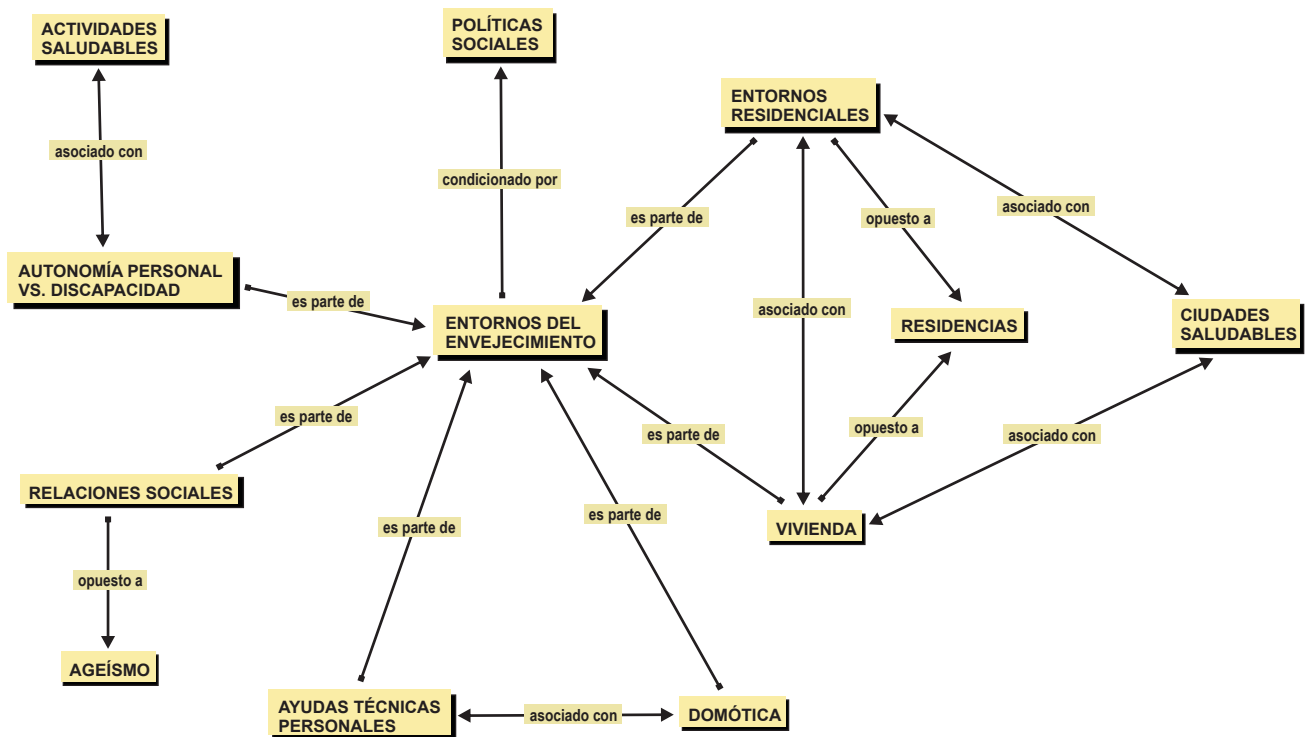 ACTIVIDADES
SALUDABLES
POLÍTICAS
SOCIALES
ENTORNOS
RESIDENCIALES
asociado con
condicionado por
es parte de
opuesto a
asociado con
AUTONOMÍA PERSONAL
VS. DISCAPACIDAD
es parte de
ENTORNOS DEL
ENVEJECIMIENTO
asociado con
RESIDENCIAS
CIUDADES
SALUDABLES
es parte de
es parte de
opuesto a
asociado con
RELACIONES SOCIALES
es parte de
es parte de
VIVIENDA
opuesto a
AGEÍSMO
AYUDAS TÉCNICAS
PERSONALES
asociado con
DOMÓTICA